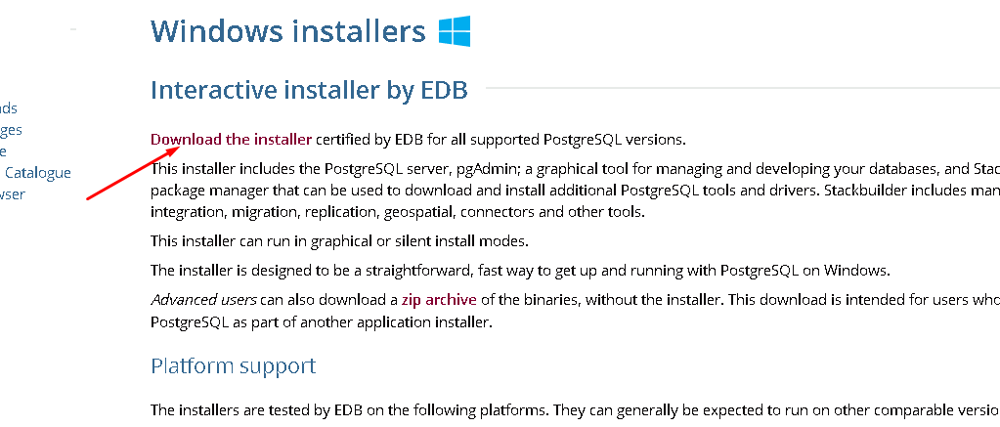 Windows installers
Interactive installer by EDB
Download the installer certified by EDB for all supported PostgreSQL versions.
This installer includes the PostgreSQL server, pgAdmin; a graphical tool for managing and developing your databases, and
package manager that can be used to download and install additional PostgreSQL tools and drivers. Stackbuilder includes
integration, migration, replication, geospatial, connectors and other tools.
This installer can run in graphical or silent install modes.
The installer is designed to be a straightforward, fast way to get up and running with PostgreSQL on Windows.
Advanced users can also download a zip archive of the binaries, without the installer. This download is intended for users
PostgreSQL as part of another application installer.
Catalogue
Platform support
The installers are tested by EDB on the following platforms. They can generally be expected to run on other comparable